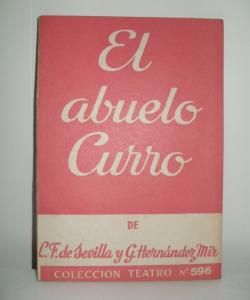 El
abuelo
Curro
DE
L.F. de Sevilla y G. Hernández Mir
COLECCION TEATRO Nº 596